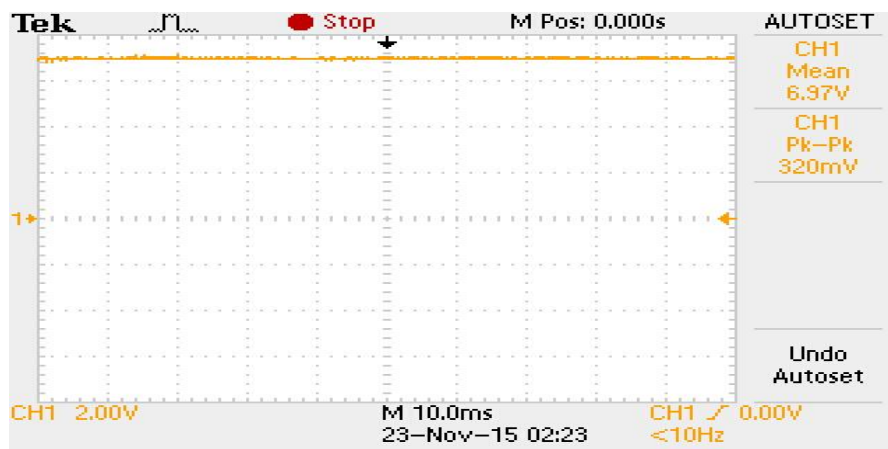 Tek Stop M Pos: 0.000s AUTOSET
CH1
Mean
6.97V
CH1
Pk-Pk
320mV
1
Undo
Autoset
CH1 2.00V M 10.0ms CH1 0.00V
23-Nov-15 02:23 <10Hz